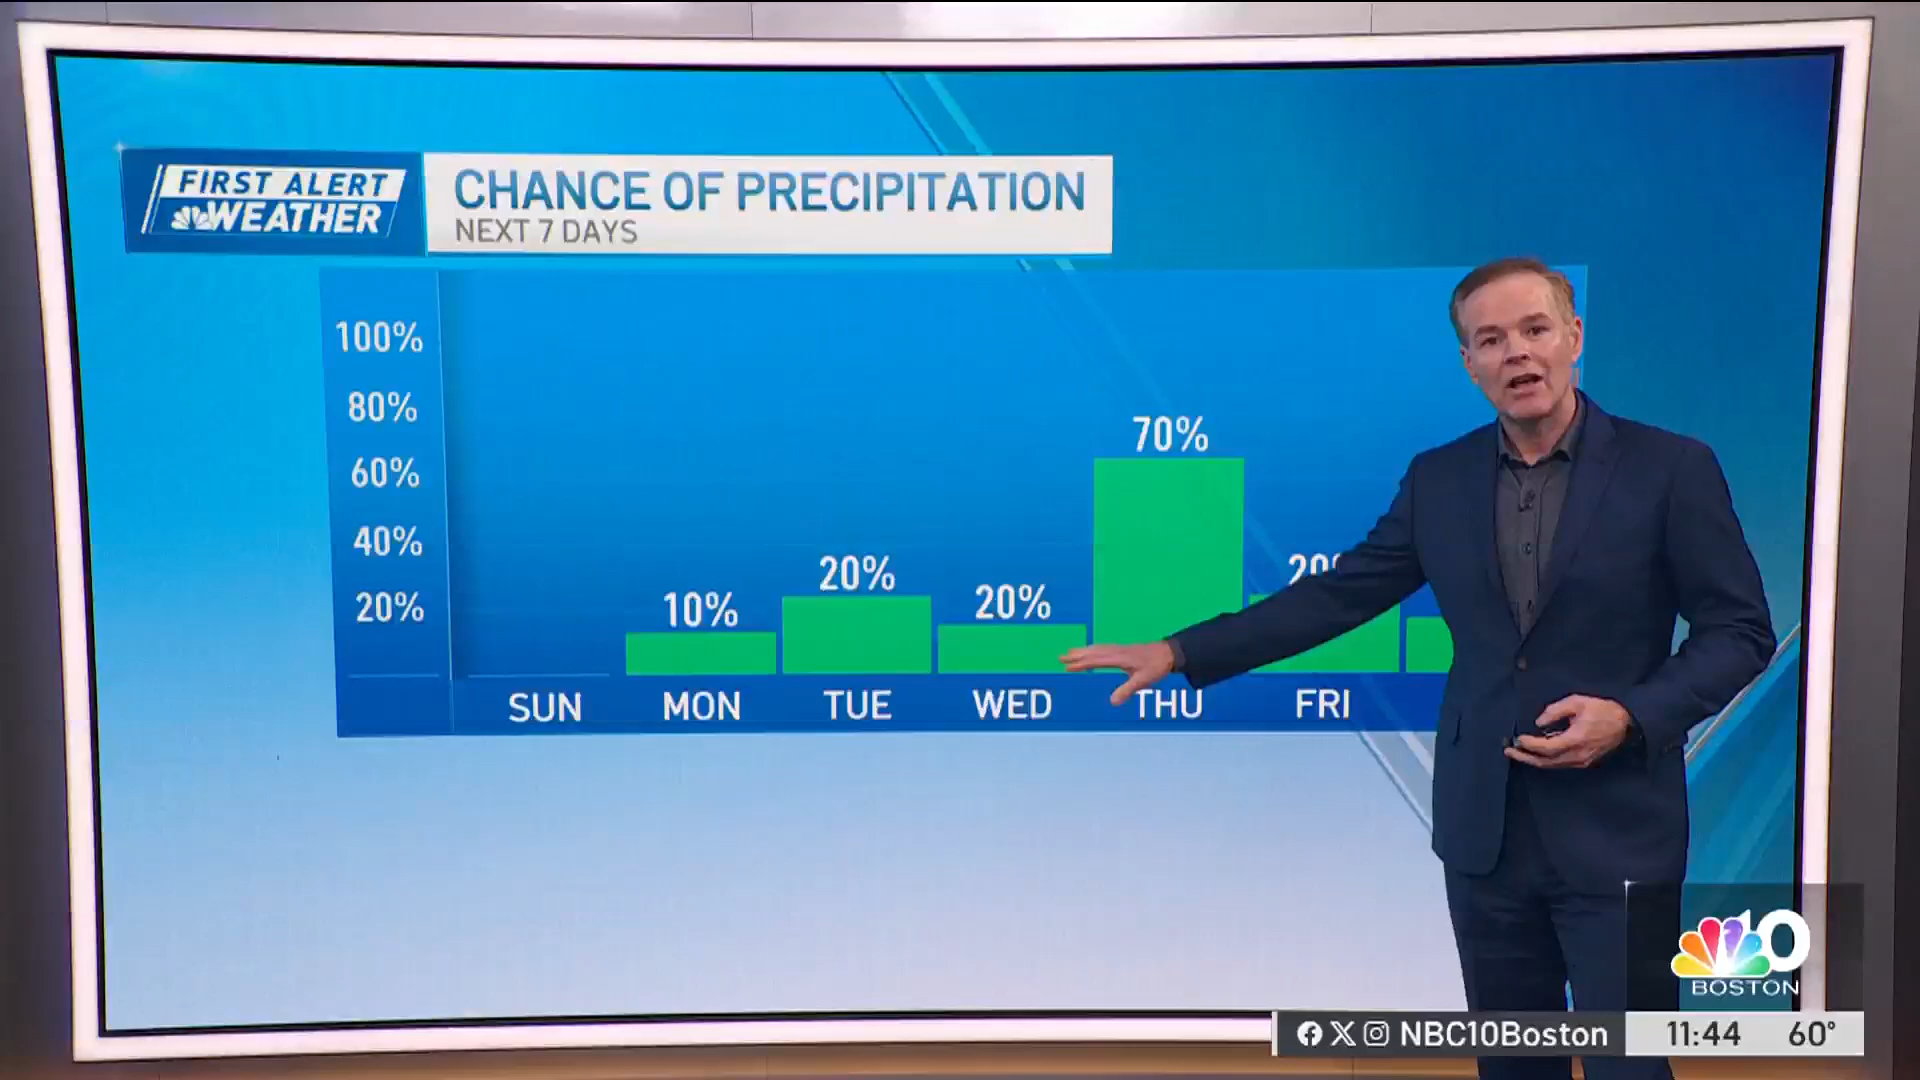 FIRST ALERT
WEATHER
CHANCE OF PRECIPITATION
NEXT 7 DAYS
100%
80%
60%
40%
20%
10%
20%
20%
70%
SUN
MON
TUE
WED
THU
FRI
10
BOSTON
NBC10Boston
11:44
60°